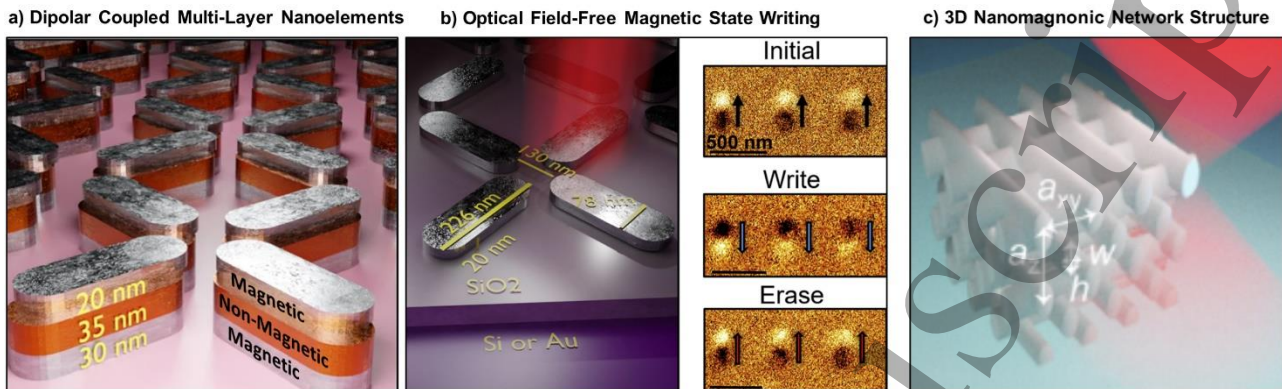 a) Dipolar Coupled Multi-Layer Nanoelements
20 nm
35 nm
30 nm
Magnetic
Non-Magnetic
Magnetic
b) Optical Field-Free Magnetic State Writing
130 nm
226 nm
20 nm
SiO2
Si or Au
Initial
500 nm
Write
Erase
c) 3D Nanomagnonic Network Structure
a_xy
a_z
w
h